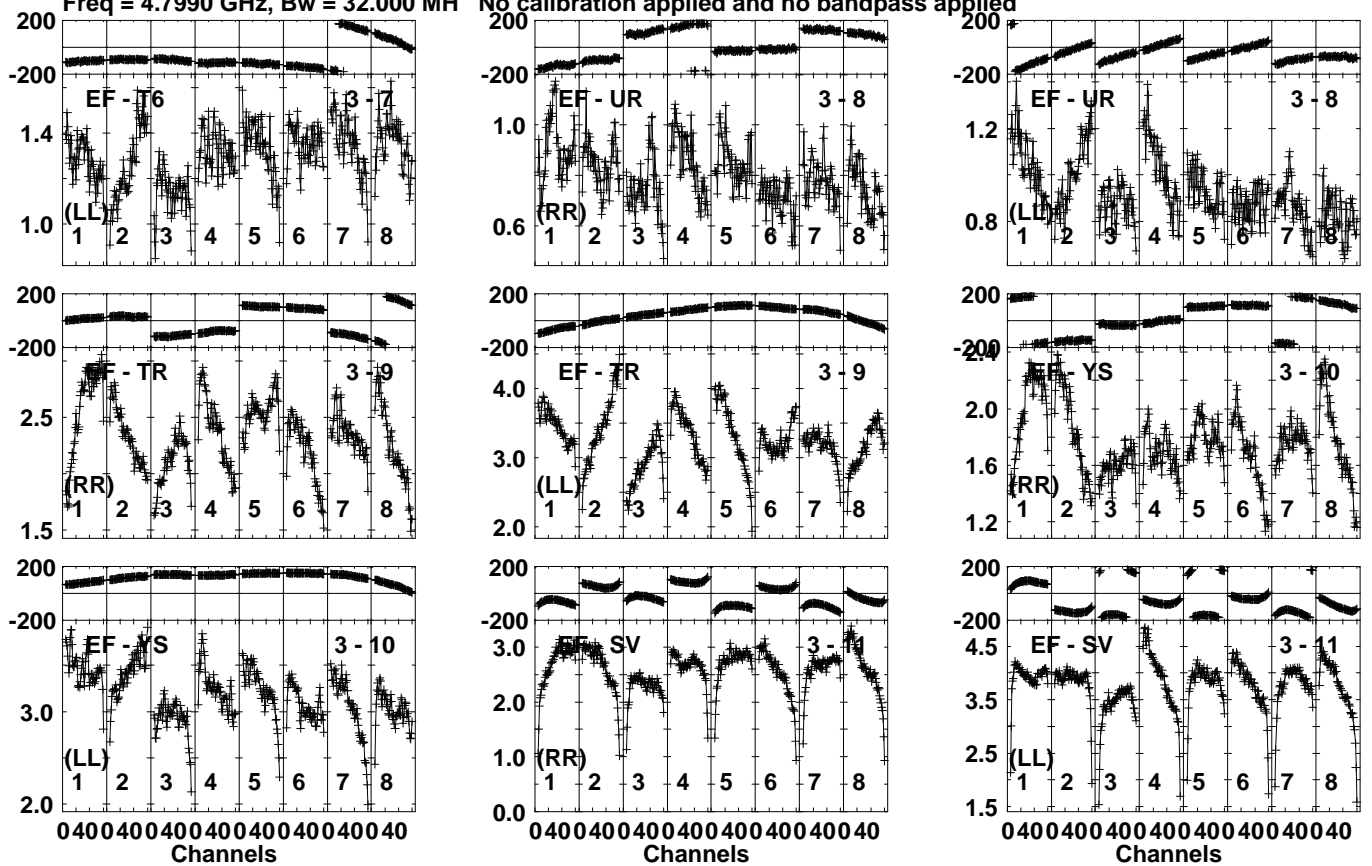 Freq = 4.7990 GHz, Bw = 32.000 MH No calibration applied and no bandpass applied
200
-200
EF - T6 3 - 7
1.4
1.0
(LL)
1 2 3 4 5 6 7 8
EF - UR 3 - 8
1.0
0.6
(RR)
1 2 3 4 5 6 7 8
200
-200
EF - UR 3 - 8
1.2
0.8
(LL)
1 2 3 4 5 6 7 8
200
-200
EF - TR 3 - 9
2.5
1.5
(RR)
1 2 3 4 5 6 7 8
200
-200
EF - TR 3 - 9
4.0
3.0
2.0
(LL)
1 2 3 4 5 6 7 8
200
-200
2.4
EF - YS 3 - 10
2.0
1.6
1.2
(RR)
1 2 3 4 5 6 7 8
200
-200
EF - YS 3 - 10
3.0
2.0
(LL)
1 2 3 4 5 6 7 8
0 40 0 40 0 40 0 40 0 40 0 40 0 40 0 40
Channels
200
-200
EF - SV 3 - 11
3.0
2.0
1.0
0.0
(RR)
1 2 3 4 5 6 7 8
0 40 0 40 0 40 0 40 0 40 0 40 0 40 0 40
Channels
200
-200
EF - SV 3 - 11
4.5
3.5
2.5
1.5
(LL)
1 2 3 4 5 6 7 8
0 40 0 40 0 40 0 40 0 40 0 40 0 40 0 40
Channels